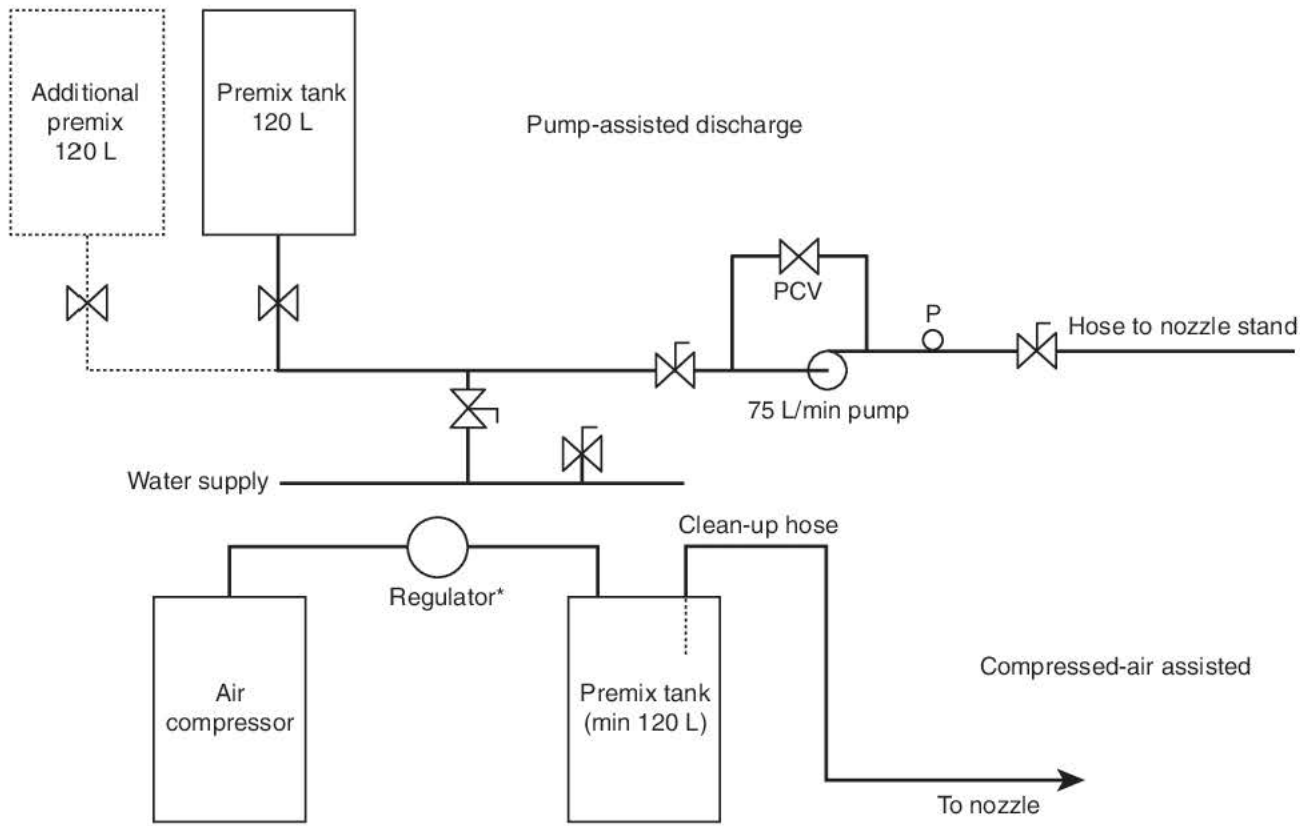 Additional
premix
120 L
Premix tank
120 L
Pump-assisted discharge
PCV
P
Hose to nozzle stand
75 L/min pump
Water supply
Clean-up hose
Regulator*
Air
compressor
Premix tank
(min 120 L)
Compressed-air assisted
To nozzle